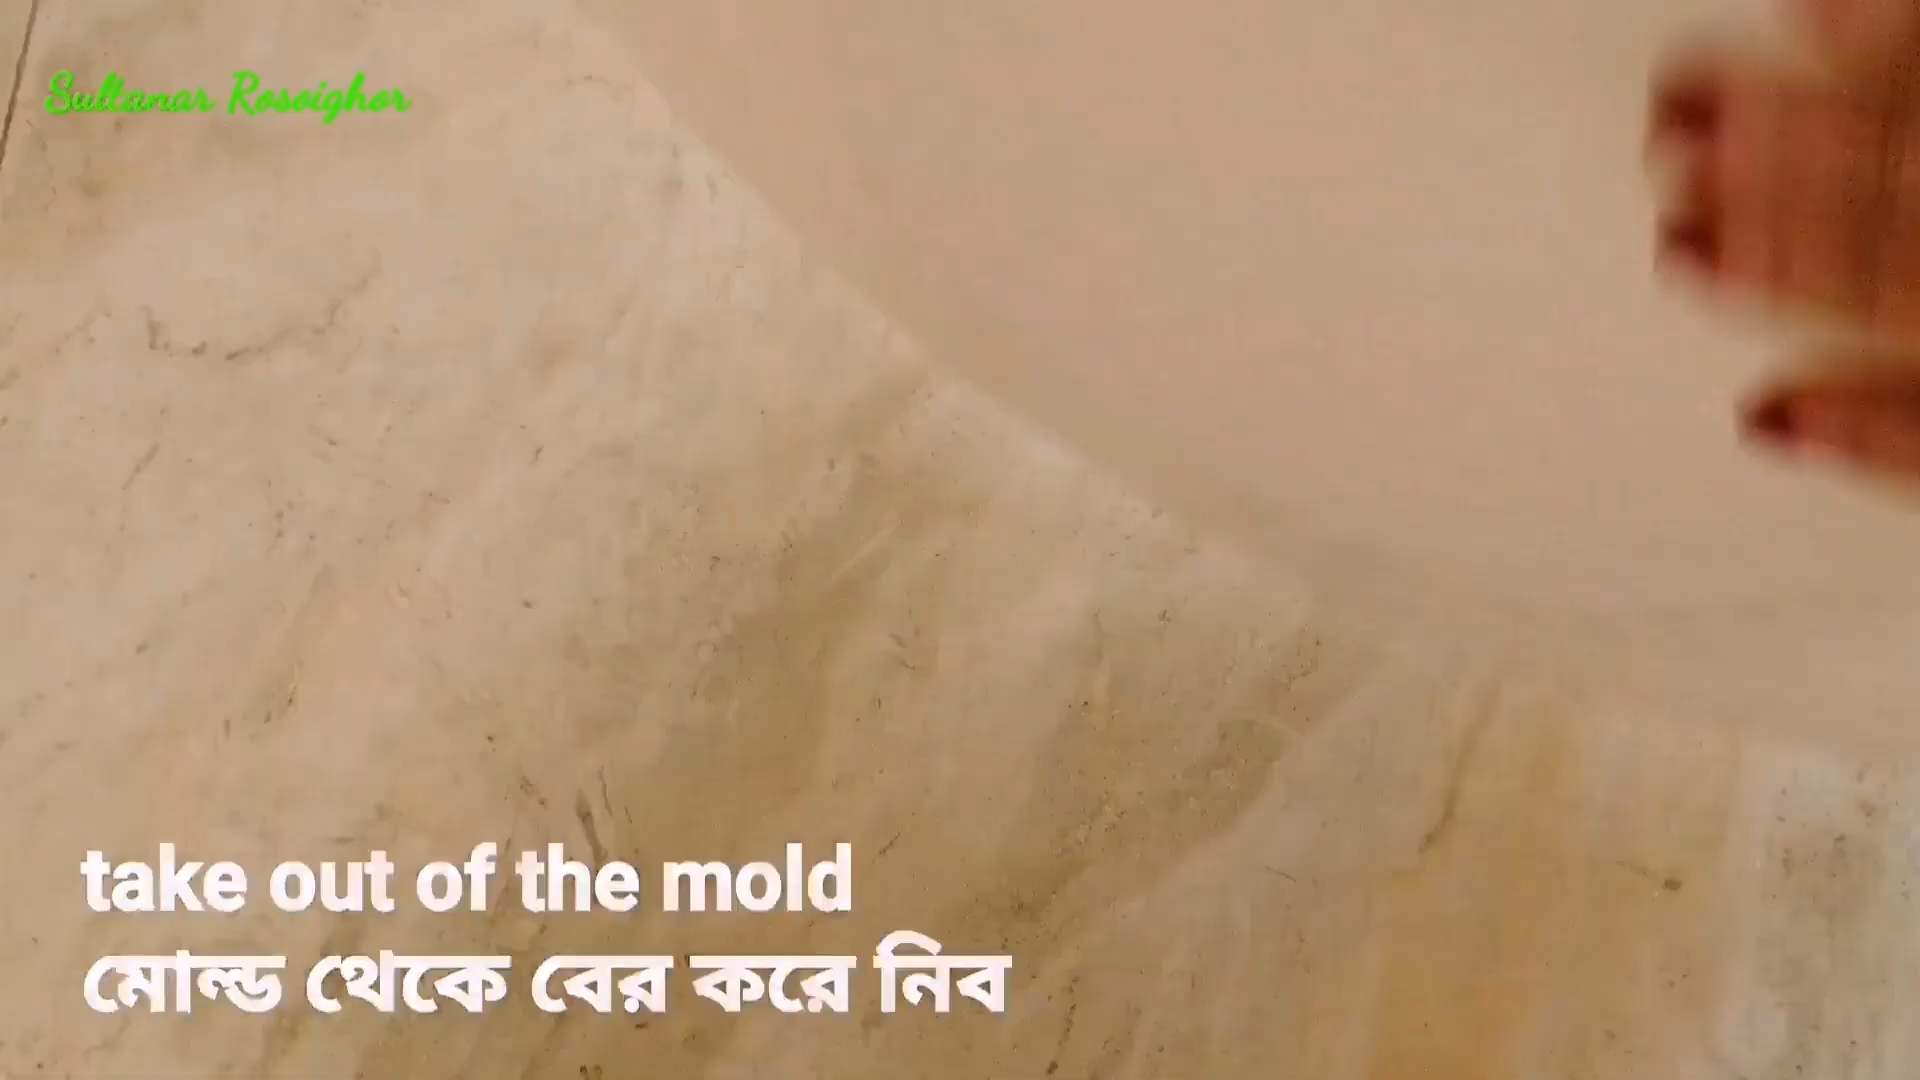 Sultanar Rosoighor
take out of the mold
মোল্ড থেকে বের করে নিব